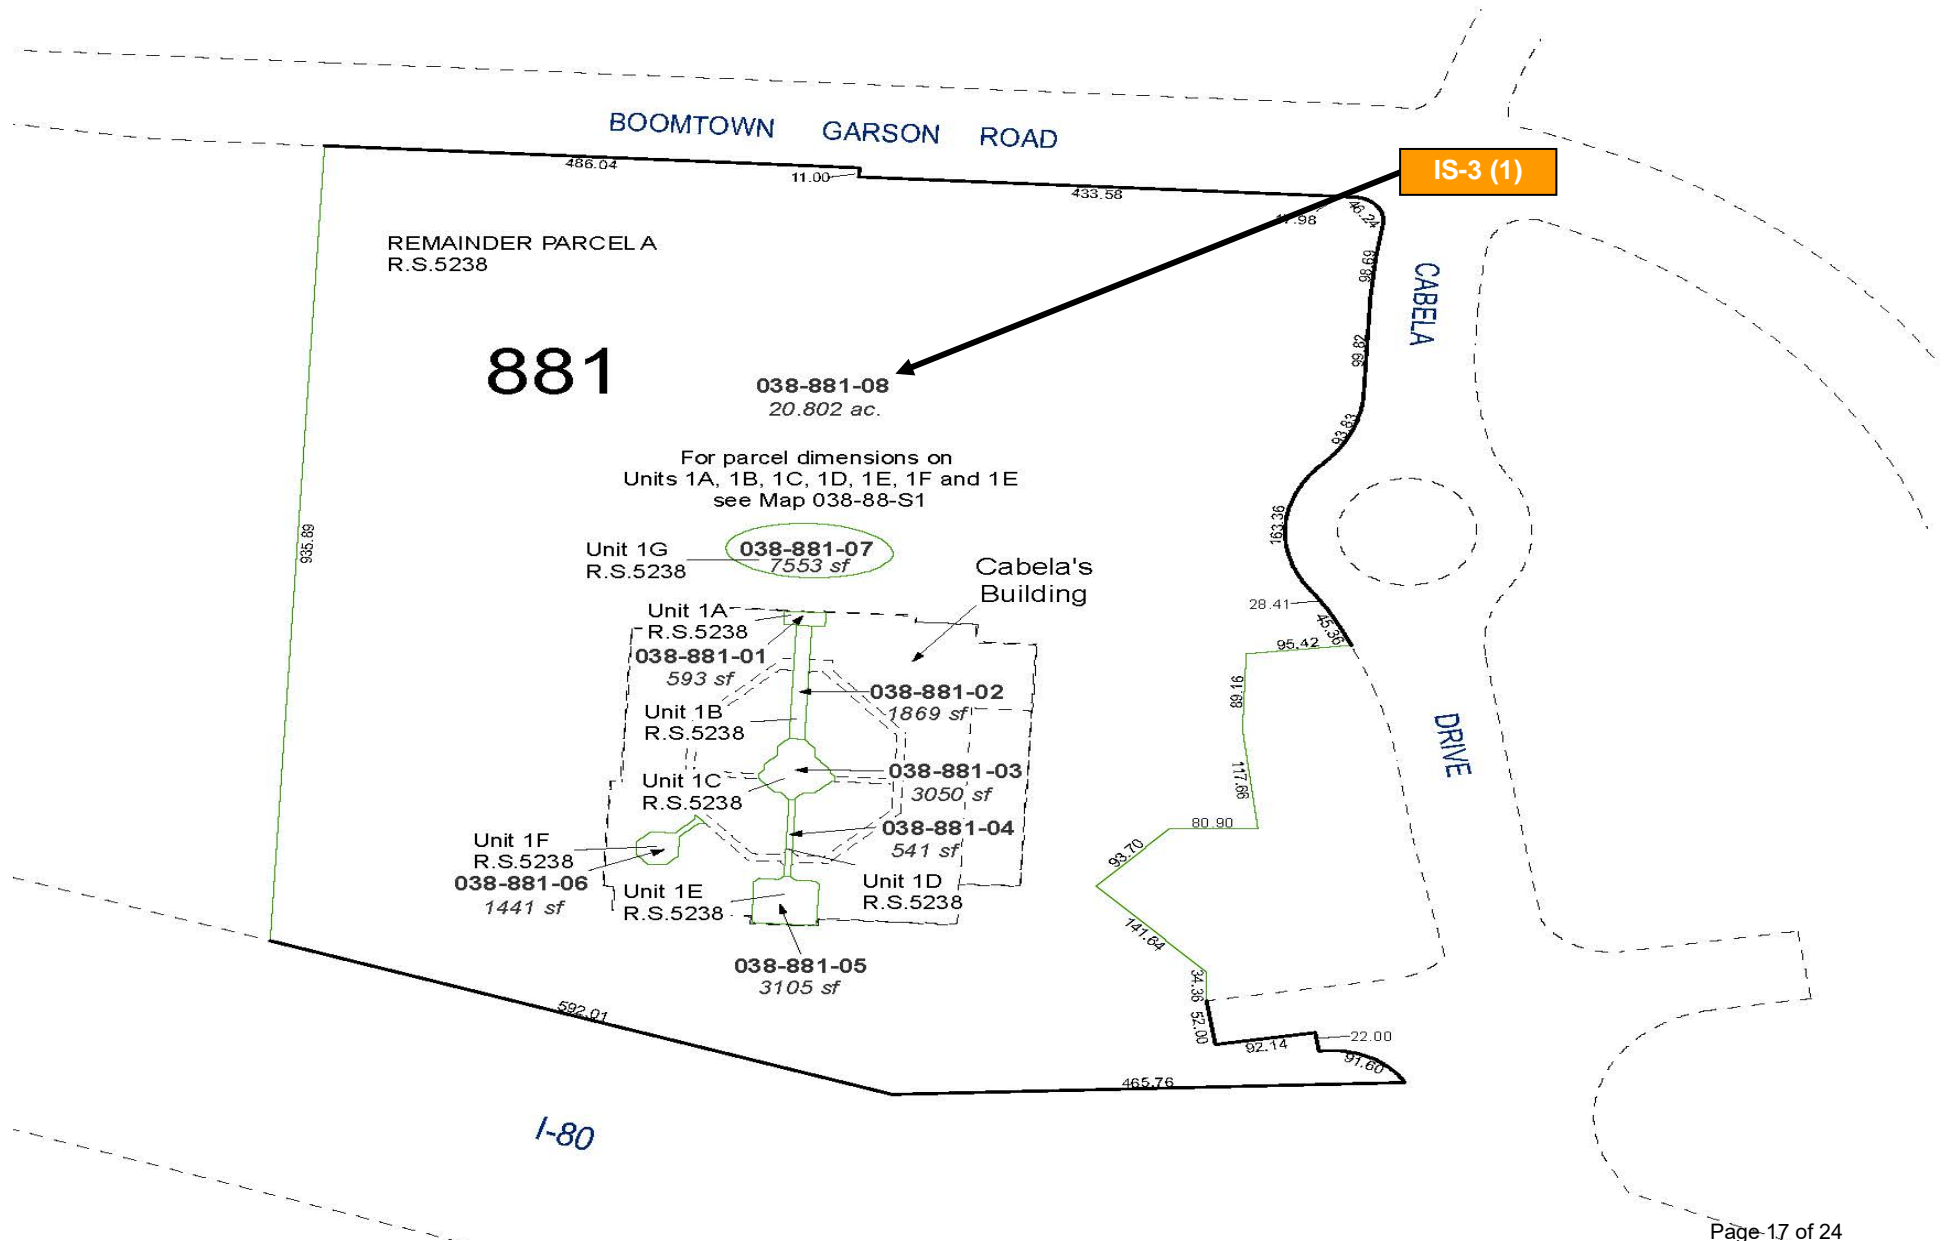 BOOMTOWN GARSON ROAD
IS-3 (1)
486.04
11.00
433.58
46.24
REMAINDER PARCEL A
R.S.5238
98.69
CABELA
881
99.82
038-881-08
20.802 ac.
93.83
For parcel dimensions on
Units 1A, 1B, 1C, 1D, 1E, 1F and 1E
see Map 038-88-S1
935.89
163.36
Unit 1G
R.S.5238
038-881-07
7553 sf
Cabela's
Building
28.41
45.36
95.42
Unit 1A
R.S.5238
038-881-01
593 sf
038-881-02
1869 sf
89.16
Unit 1B
R.S.5238
DRIVE
Unit 1C
R.S.5238
038-881-03
3050 sf
117.66
038-881-04
541 sf
80.90
93.70
Unit 1F
R.S.5238
038-881-06
1441 sf
Unit 1E
R.S.5238
Unit 1D
R.S.5238
141.64
038-881-05
3105 sf
34.36
52.00
592.01
92.14
22.00
91.60
465.76
I-80
Page 17 of 24